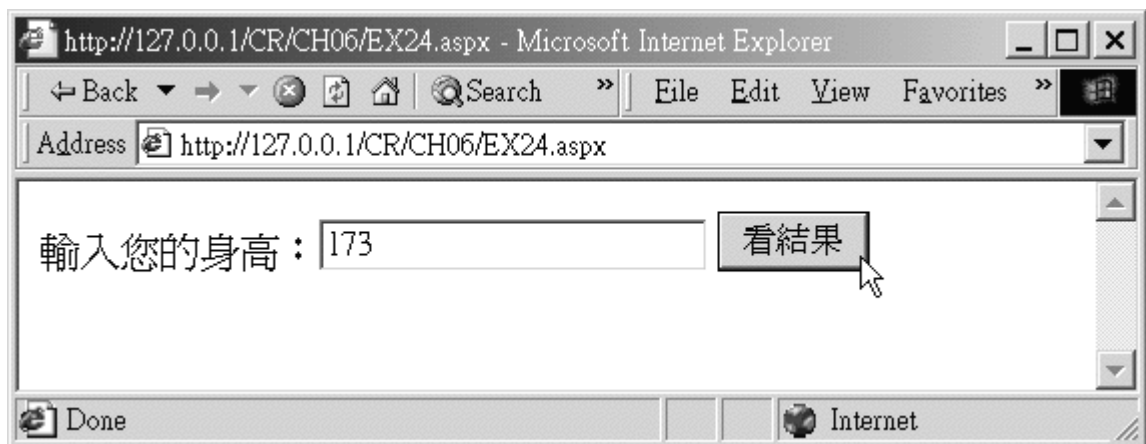 http://127.0.0.1/CR/CH06/EX24.aspx - Microsoft Internet Explorer
Back Search » File Edit View Favorites »
Address http://127.0.0.1/CR/CH06/EX24.aspx
輸入您的身高：173 看結果
Done Internet